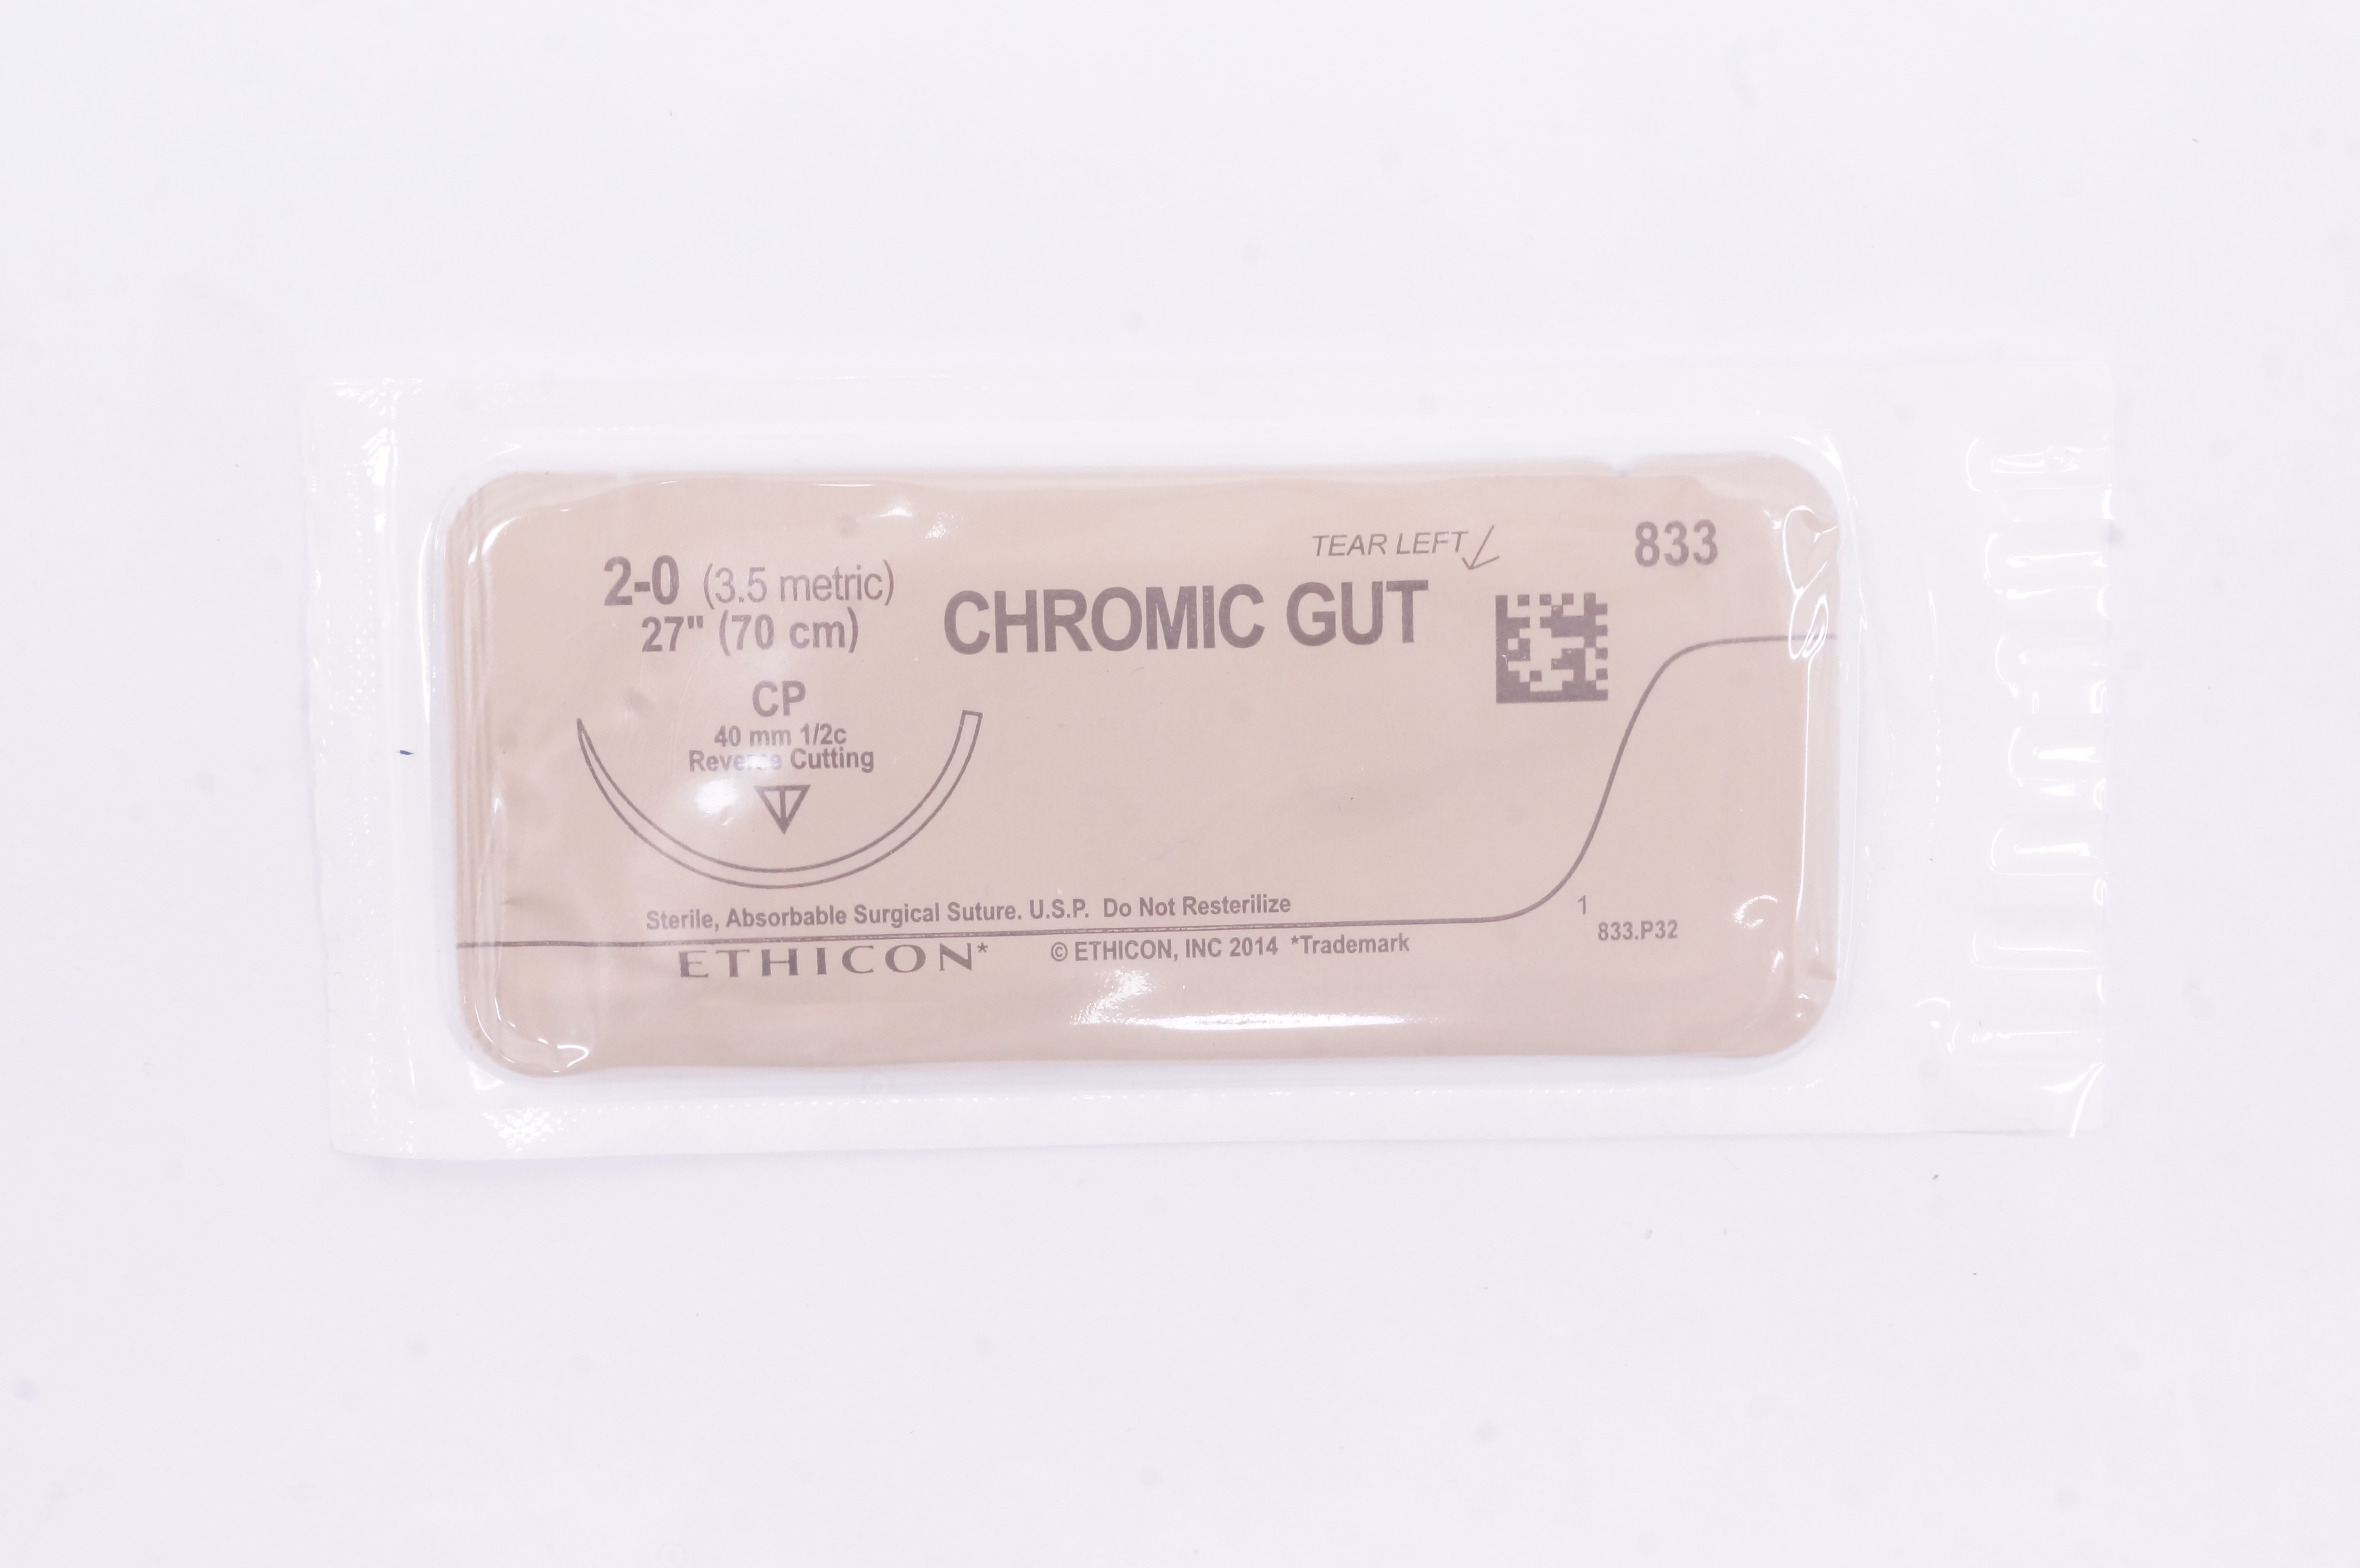 2-0 (3.5 metric)
27" (70 cm)
CHROMIC GUT
TEAR LEFT
833
CP
40 mm 1/2c
Reverse Cutting
Sterile, Absorbable Surgical Suture. U.S.P. Do Not Resterilize
ETHICON*
© ETHICON, INC 2014 *Trademark
1
833.P32